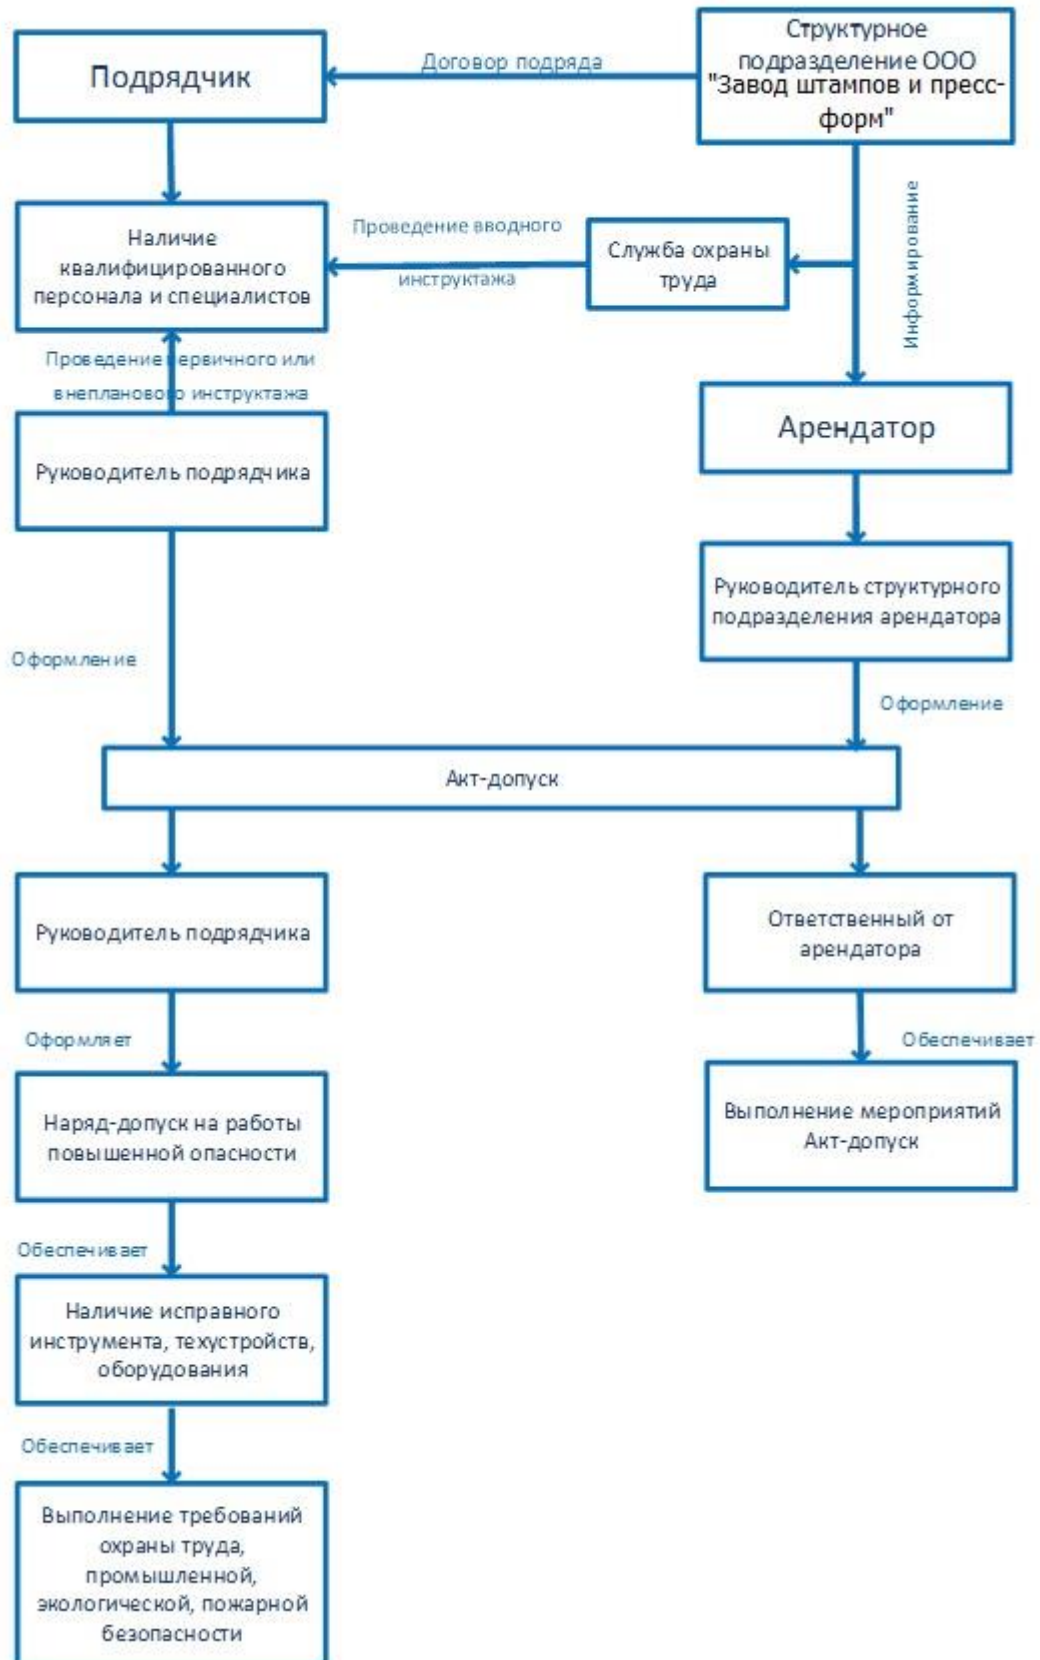 Структурное
подразделение ООО
"Завод штампов и пресс-
форм"
Договор подряда
Подрядчик
Информирование
Проведение вводного
инструктажа
Служба охраны
труда
Наличие
квалифицированного
персонала и специалистов
Проведение первичного или
внепланового инструктажа
Руководитель подрядчика
Арендатор
Руководитель структурного
подразделения арендатора
Оформление
Оформление
Акт-допуск
Руководитель подрядчика
Ответственный от
арендатора
Оформляет
Обеспечивает
Наряд-допуск на работы
повышенной опасности
Выполнение мероприятий
Акт-допуск
Обеспечивает
Наличие исправного
инструмента, техустройств,
оборудования
Обеспечивает
Выполнение требований
охраны труда,
промышленной,
экологической, пожарной
безопасности